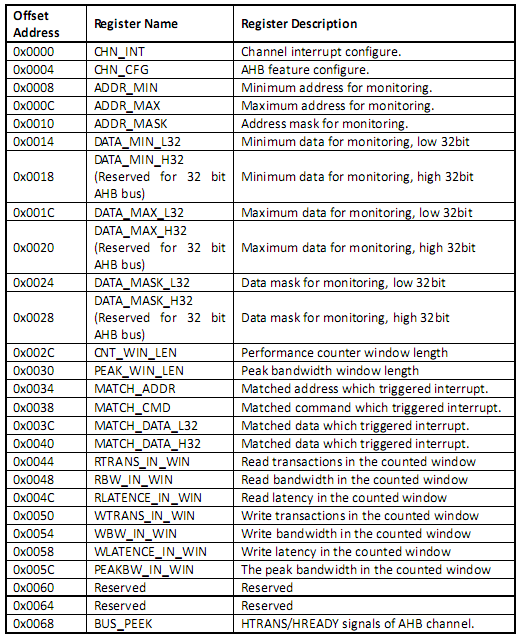 Offset Address Register Name Register Description
0x0000 CHN_INT Channel interrupt configure.
0x0004 CHN_CFG AHB feature configure.
0x0008 ADDR_MIN Minimum address for monitoring.
0x000C ADDR_MAX Maximum address for monitoring.
0x0010 ADDR_MASK Address mask for monitoring.
0x0014 DATA_MIN_L32 Minimum data for monitoring, low 32bit
0x0018 DATA_MIN_H32 (Reserved for 32 bit AHB bus) Minimum data for monitoring, high 32bit
0x001C DATA_MAX_L32 Maximum data for monitoring, low 32bit
0x0020 DATA_MAX_H32 (Reserved for 32 bit AHB bus) Maximum data for monitoring, high 32bit
0x0024 DATA_MASK_L32 Data mask for monitoring, low 32bit
0x0028 DATA_MASK_H32 (Reserved for 32 bit AHB bus) Data mask for monitoring, high 32bit
0x002C CNT_WIN_LEN Performance counter window length
0x0030 PEAK_WIN_LEN Peak bandwidth window length
0x0034 MATCH_ADDR Matched address which triggered interrupt.
0x0038 MATCH_CMD Matched command which triggered interrupt.
0x003C MATCH_DATA_L32 Matched data which triggered interrupt.
0x0040 MATCH_DATA_H32 Matched data which triggered interrupt.
0x0044 RTRANS_IN_WIN Read transactions in the counted window
0x0048 RBW_IN_WIN Read bandwidth in the counted window
0x004C RLATENCE_IN_WIN Read latency in the counted window
0x0050 WTRANS_IN_WIN Write transactions in the counted window
0x0054 WBW_IN_WIN Write bandwidth in the counted window
0x0058 WLATENCE_IN_WIN Write latency in the counted window
0x005C PEAKBW_IN_WIN The peak bandwidth in the counted window
0x0060 Reserved Reserved
0x0064 Reserved Reserved
0x0068 BUS_PEEK HTRANS/HREADY signals of AHB channel.